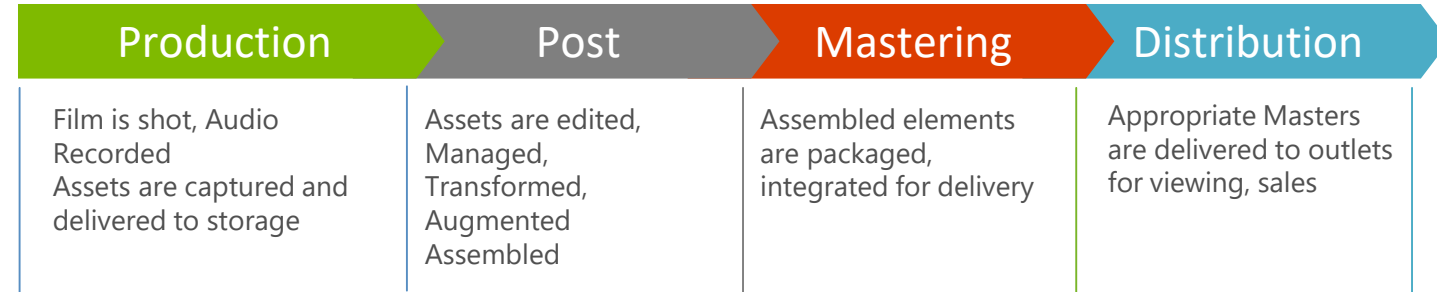 Production
Post
Mastering
Distribution
Film is shot, Audio
Recorded
Assets are captured and
delivered to storage
Assets are edited,
Managed,
Transformed,
Augmented
Assembled
Assembled elements
are packaged,
integrated for delivery
Appropriate Masters
are delivered to outlets
for viewing, sales